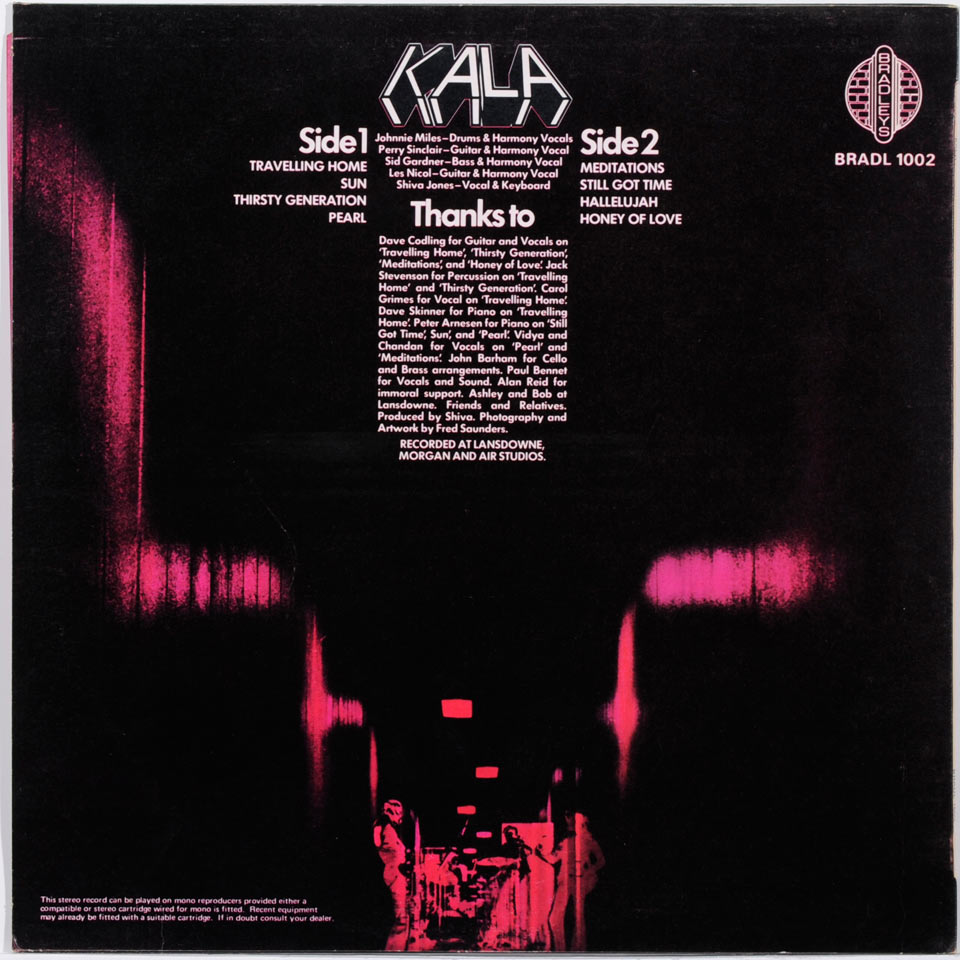 KALA
BRADLEYS
BRADL 1002
Side 1
TRAVELLING HOME
SUN
THIRSTY GENERATION
PEARL
Johnnie Miles–Drums & Harmony Vocals
Perry Sinclair–Guitar & Harmony Vocal
Sid Gardner–Bass & Harmony Vocal
Les Nicol–Guitar & Harmony Vocal
Shiva Jones–Vocal & Keyboard
Side 2
MEDITATIONS
STILL GOT TIME
HALLELUJAH
HONEY OF LOVE
Thanks to
Dave Codling for Guitar and Vocals on
'Travelling Home', 'Thirsty Generation',
'Meditations', and 'Honey of Love'. Jack
Stevenson for Percussion on 'Travelling
Home' and 'Thirsty Generation'. Carol
Grimes for Vocal on 'Travelling Home'.
Dave Skinner for Piano on 'Travelling
Home'. Peter Arnesen for Piano on 'Still
Got Time', Sun', and 'Pearl'. Vidya and
Chandan for Vocals on 'Pearl' and
'Meditations'. John Barham for Cello
and Brass arrangements. Paul Bennet
for Vocals and Sound. Alan Reid for
immoral support. Ashley and Bob at
Lansdowne. Friends and Relatives.
Produced by Shiva. Photography and
Artwork by Fred Saunders.
RECORDED AT LANSDOWNE,
MORGAN AND AIR STUDIOS.
This stereo record can be played on mono reproducers provided either a
compatible or stereo cartridge wired for mono is fitted. Recent equipment
may already be fitted with a suitable cartridge. If in doubt consult your dealer.